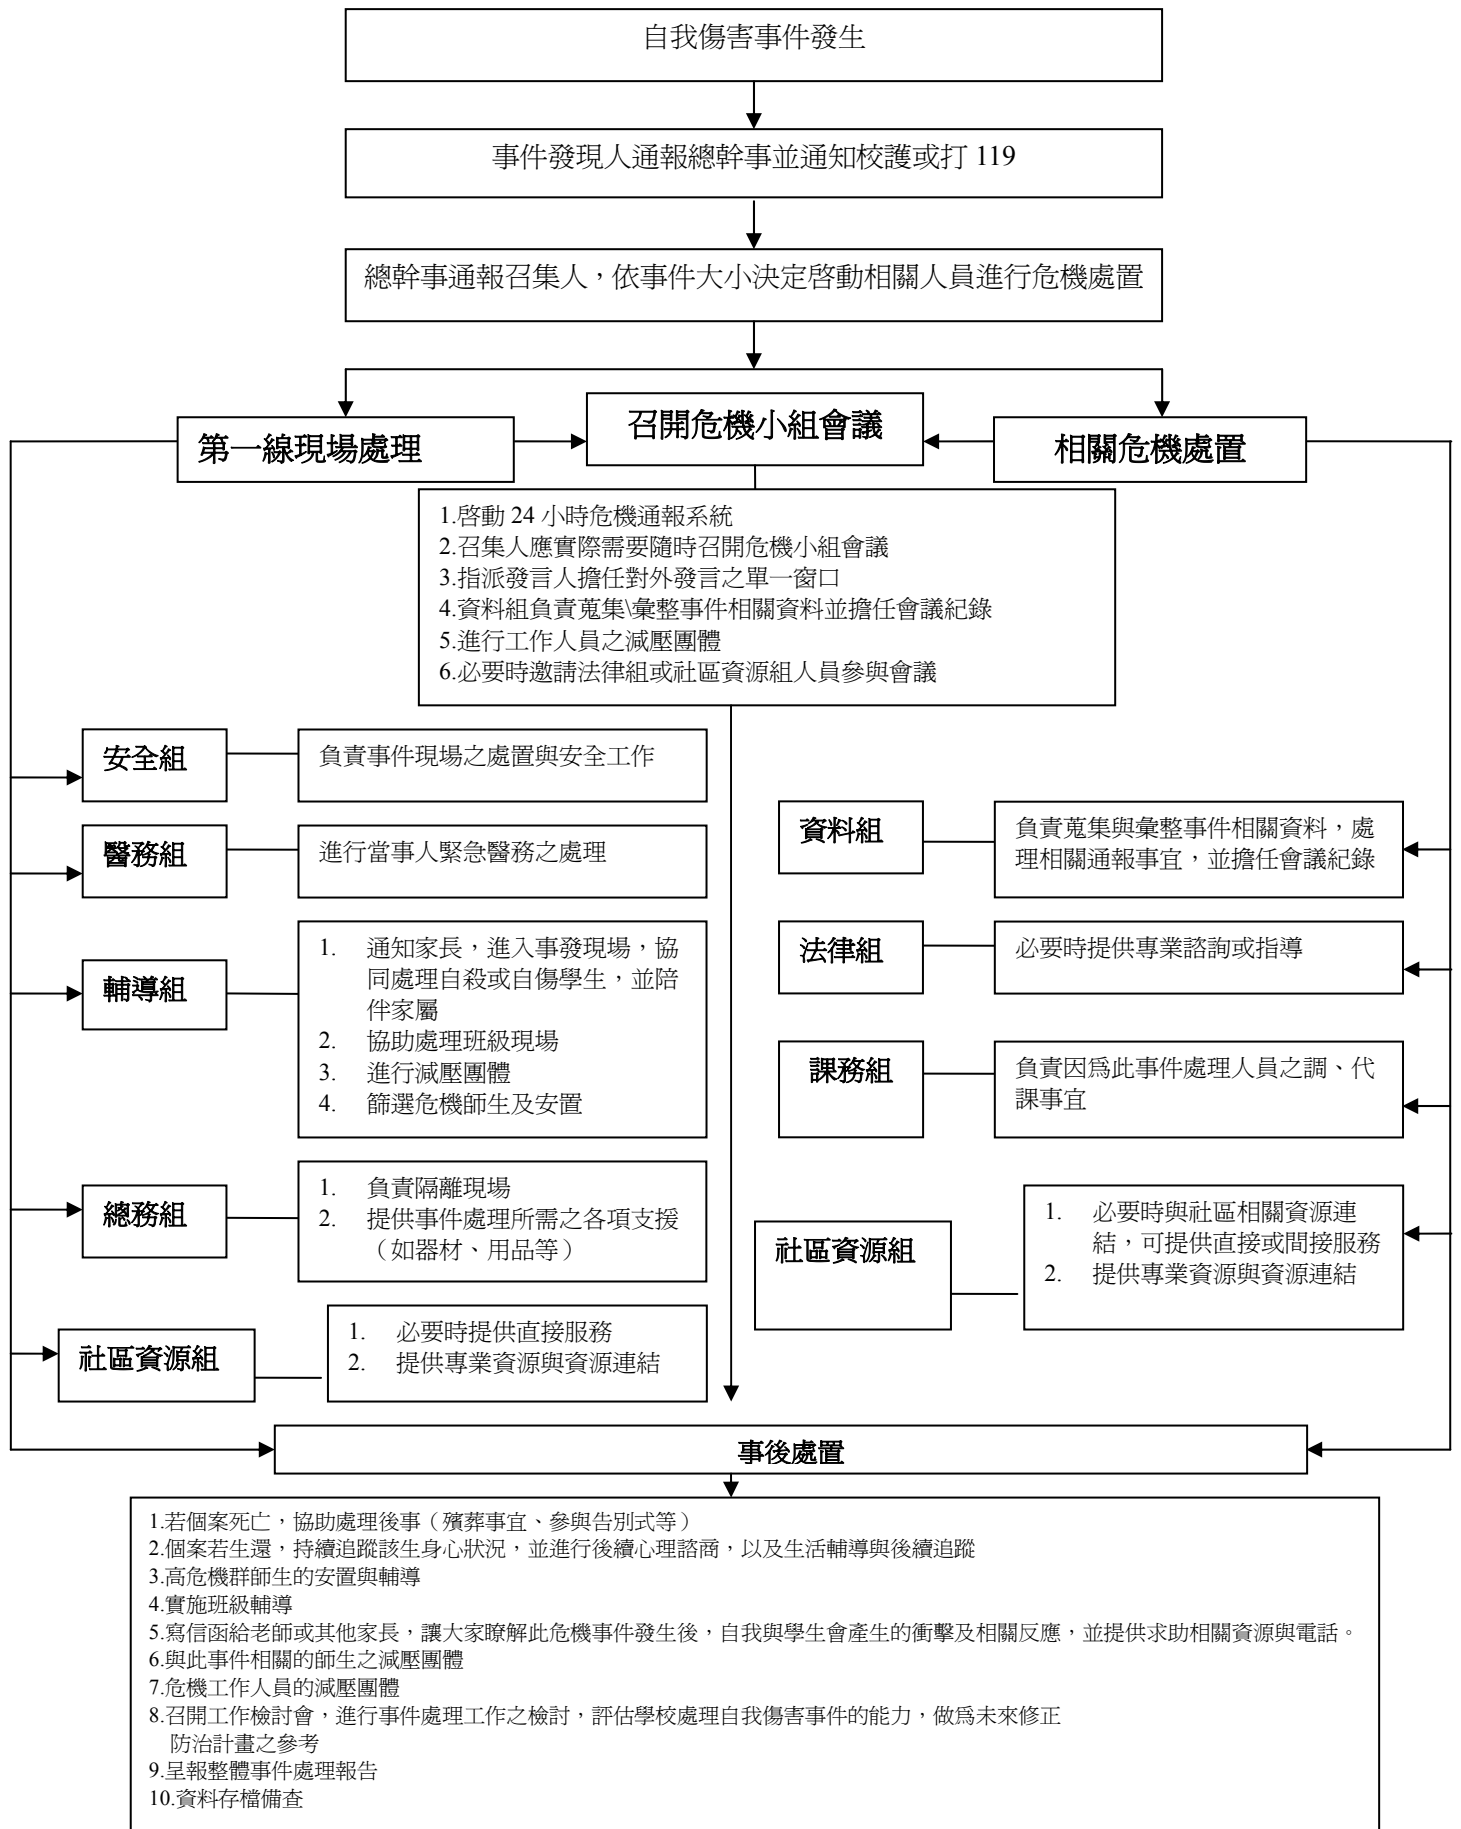 自我傷害事件發生
事件發現人通報總幹事並通知校護或打 119
總幹事通報召集人，依事件大小決定啓動相關人員進行危機處置
第一線現場處理
召開危機小組會議
相關危機處置
1.啓動 24 小時危機通報系統
2.召集人應實際需要隨時召開危機小組會議
3.指派發言人擔任對外發言之單一窗口
4.資料組負責蒐集\彙整事件相關資料並擔任會議紀錄
5.進行工作人員之減壓團體
6.必要時邀請法律組或社區資源組人員參與會議
安全組
負責事件現場之處置與安全工作
醫務組
進行當事人緊急醫務之處理
輔導組
1. 通知家長，進入事發現場，協
同處理自殺或自傷學生，並陪
伴家屬
2. 協助處理班級現場
3. 進行減壓團體
4. 篩選危機師生及安置
總務組
1. 負責隔離現場
2. 提供事件處理所需之各項支援
（如器材、用品等）
社區資源組
1. 必要時提供直接服務
2. 提供專業資源與資源連結
資料組
負責蒐集與彙整事件相關資料，處
理相關通報事宜，並擔任會議紀錄
法律組
必要時提供專業諮詢或指導
課務組
負責因爲此事件處理人員之調、代
課事宜
社區資源組
1. 必要時與社區相關資源連
結，可提供直接或間接服務
2. 提供專業資源與資源連結
事後處置
1.若個案死亡，協助處理後事（殯葬事宜、參與告別式等）
2.個案若生還，持續追蹤該生身心狀況，並進行後續心理諮商，以及生活輔導與後續追蹤
3.高危機群師生的安置與輔導
4.實施班級輔導
5.寫信函給老師或其他家長，讓大家瞭解此危機事件發生後，自我與學生會產生的衝擊及相關反應，並提供求助相關資源與電話。
6.與此事件相關的師生之減壓團體
7.危機工作人員的減壓團體
8.召開工作檢討會，進行事件處理工作之檢討，評估學校處理自我傷害事件的能力，做爲未來修正
防治計畫之參考
9.呈報整體事件處理報告
10.資料存檔備查